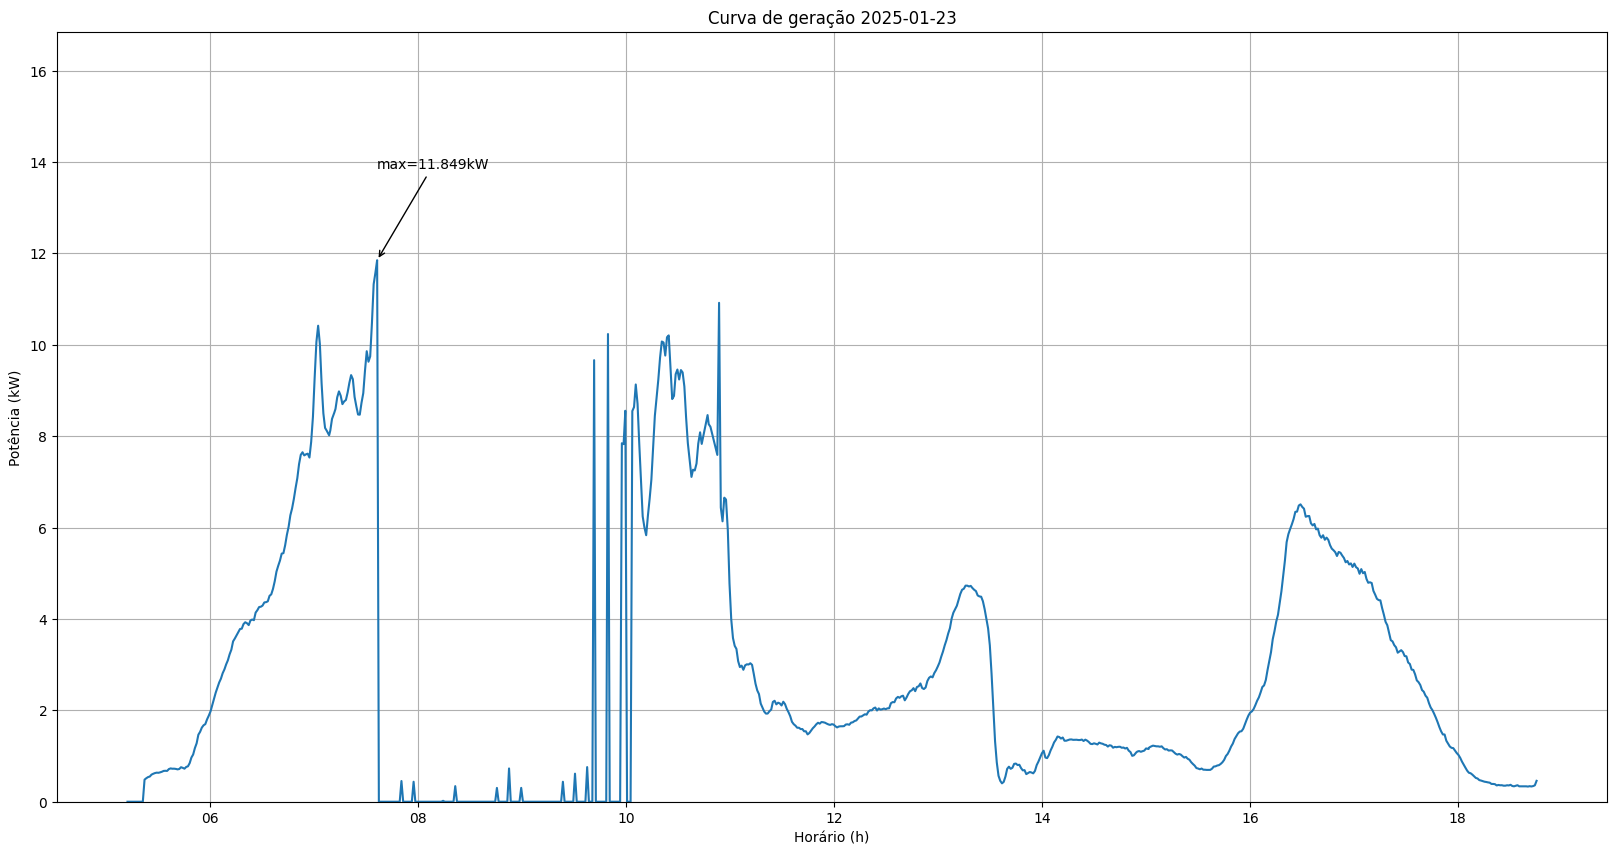 Curva de geração 2025-01-23
16
14
12
10
8
6
4
2
0
Potência (kW)
max=11.849kW
06 08 10 12 14 16 18
Horário (h)